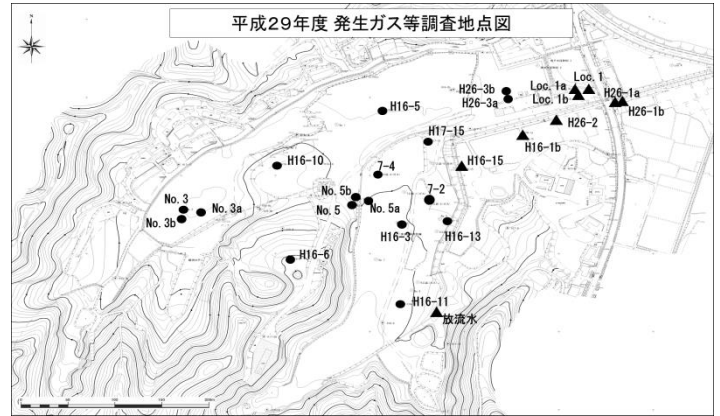 平成29年度 発生ガス等調査地点図
Loc. 1
Loc. 1a
H26-3b
H26-1a
H26-3a
Loc. 1b
H26-1b
H16-5
H26-2
H17-15
H16-1b
H16-10
7-4
H16-15
No. 5b
7-2
No. 3
No. 3a
No. 5
No. 5a
No. 3b
H16-3
H16-13
H16-6
H16-11
放流水